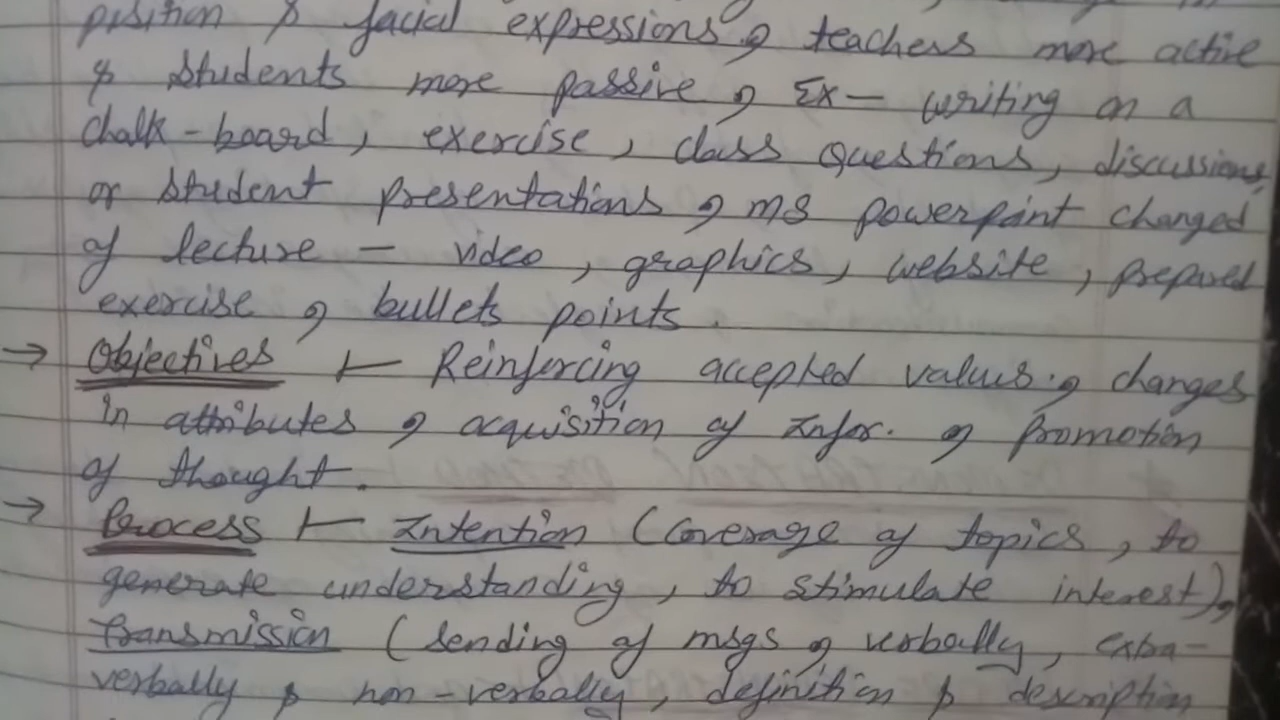 position & facial expressions, teachers more active
& students more passive, Ex - writing on a
chalk-board, exercise, class questions, discussions,
or student presentations, MS powerpoint changed
of lecture - video, graphics, website, prepared
exercise, bullets points.
→ Objectives :- Reinforcing accepted values., changes
in attributes, acquisition of Infor., promotion
of thought.
→ Process :- Intention (Coverage of topics, to
generate understanding, to stimulate interest),
Transmission (sending of msgs, verbally, extra-
verbally & non-verbally, definition & description